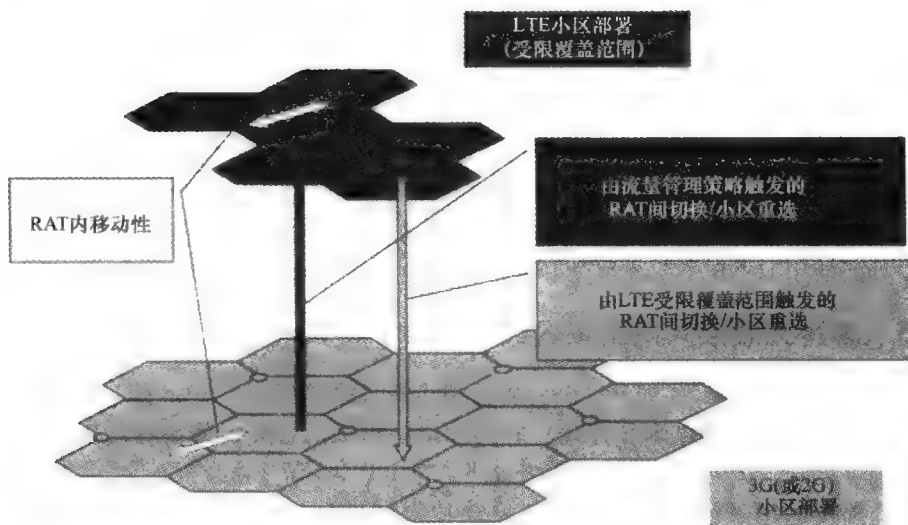 LTE小区部署
(受限覆盖范围)
由流量管理策略触发的
RAT间切换/小区重选
RAT内移动性
由LTE受限覆盖范围触发的
RAT间切换/小区重选
3G(或2G)
小区部署